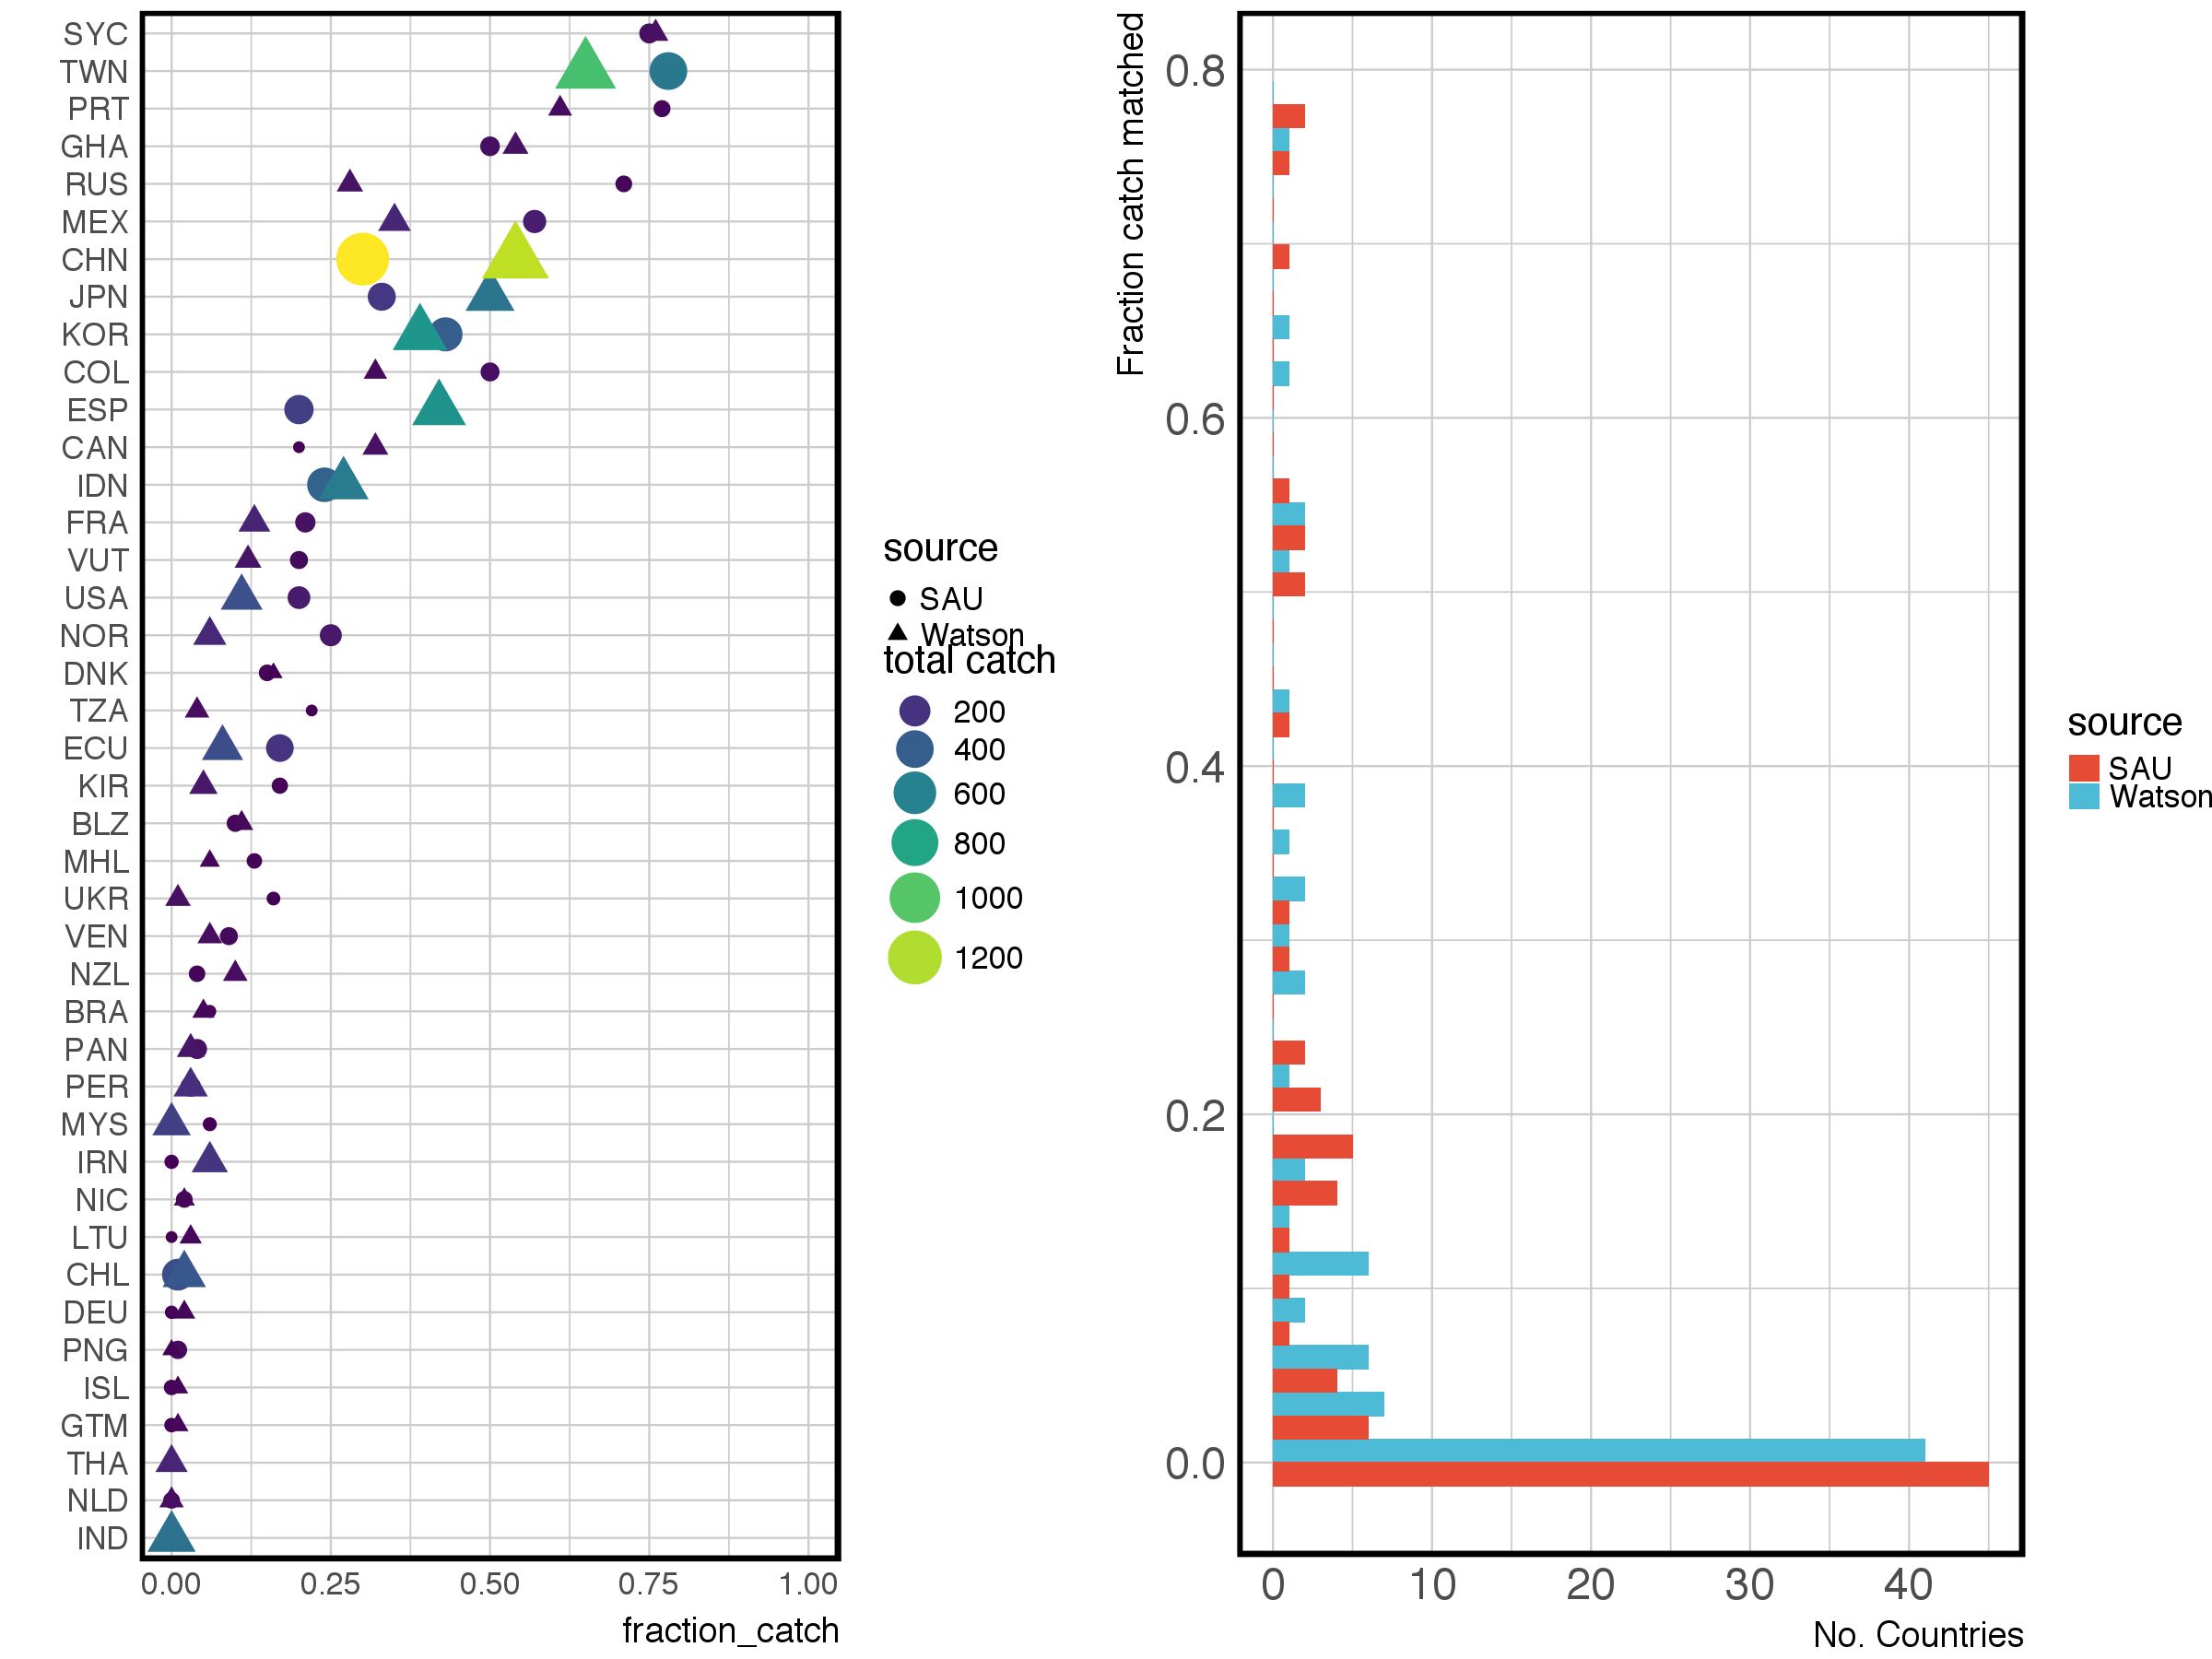 SYC
TWN
PRT
GHA
RUS
MEX
CHN
JPN
KOR
COL
ESP
CAN
IDN
FRA
VUT
USA
NOR
DNK
TZA
ECU
KIR
BLZ
MHL
UKR
VEN
NZL
BRA
PAN
PER
MYS
IRN
NIC
LTU
CHL
DEU
PNG
ISL
GTM
THA
NLD
IND
0.00 0.25 0.50 0.75 1.00
fraction_catch
source
SAU
Watson
total catch
200
400
600
800
1000
1200
Fraction catch matched
0.8
0.6
0.4
0.2
0.0
0 10 20 30 40
No. Countries
source
SAU
Watson